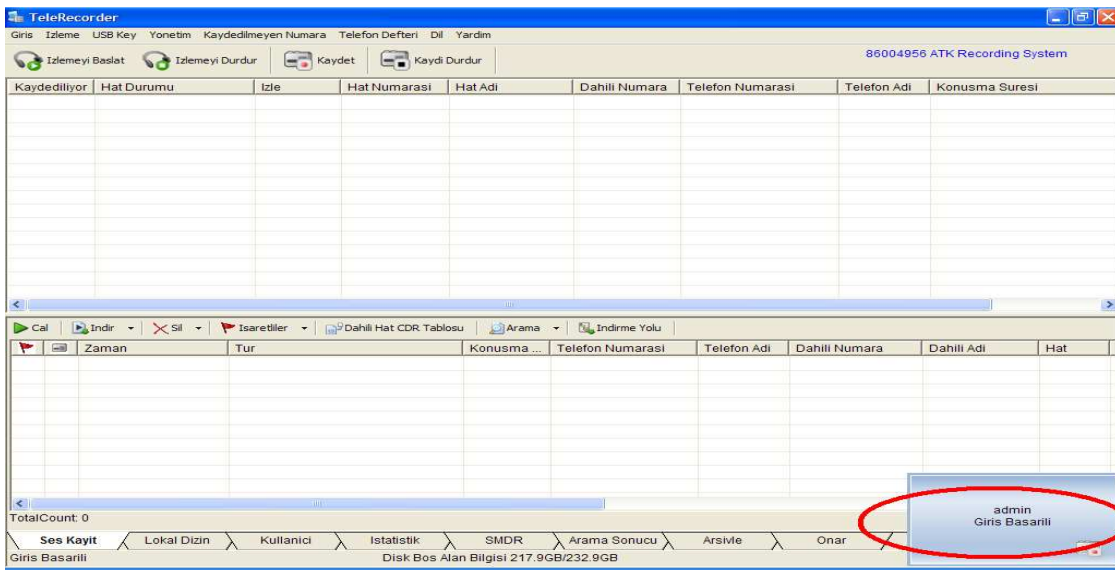 TeleRecorder
Giris Izleme USB Key Yonetim Kaydedilmeyen Numara Telefon Defteri Dil Yardim
Izlemeyi Baslat Izlemeyi Durdur Kaydet Kaydi Durdur 86004956 ATK Recording System
Kaydediliyor Hat Durumu Izle Hat Numarasi Hat Adi Dahili Numara Telefon Numarasi Telefon Adi Konusma Suresi
Cal Indir Sil Isaretliler Dahili Hat CDR Tablosu Arama Indirme Yolu
Zaman Tur Konusma ... Telefon Numarasi Telefon Adi Dahili Numara Dahili Adi Hat
TotalCount: 0
admin
Giris Basarili
Ses Kayit Lokal Dizin Kullanici Istatistik SMDR Arama Sonucu Arsivle Onar
Giris Basarili Disk Bos Alan Bilgisi 217.9GB/232.9GB